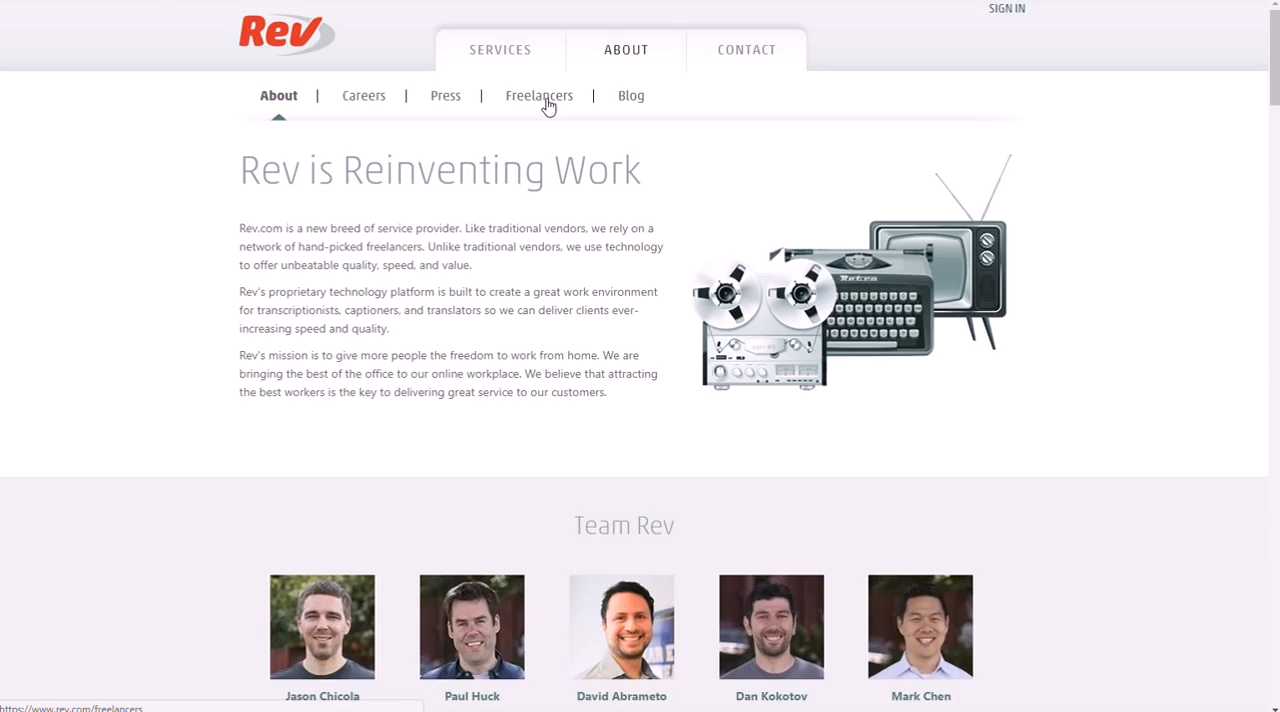 SIGN IN
Rev
SERVICES
ABOUT
CONTACT
About | Careers | Press | Freelancers | Blog
Rev is Reinventing Work
Rev.com is a new breed of service provider. Like traditional vendors, we rely on a
network of hand-picked freelancers. Unlike traditional vendors, we use technology
to offer unbeatable quality, speed, and value.
Rev's proprietary technology platform is built to create a great work environment
for transcriptionists, captioners, and translators so we can deliver clients ever-
increasing speed and quality.
Rev's mission is to give more people the freedom to work from home. We are
bringing the best of the office to our online workplace. We believe that attracting
the best workers is the key to delivering great service to our customers.
Retro
HI-FI
Team Rev
Jason Chicola
Paul Huck
David Abrameto
Dan Kokotov
Mark Chen
https://www.rev.com/freelancers